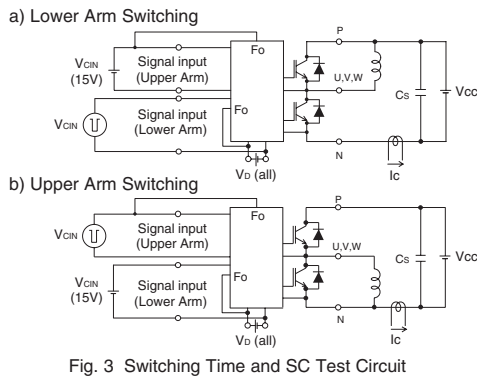 a) Lower Arm Switching
P
Fo
VCIN
(15V)
Signal input
(Upper Arm)
U,V,W
Signal input
(Lower Arm)
CS
VCC
Fo
VCIN
VD (all)
N
Ic
b) Upper Arm Switching
P
Fo
VCIN
Signal input
(Upper Arm)
U,V,W
CS
VCC
VCIN
(15V)
Signal input
(Lower Arm)
Fo
VD (all)
N
Ic
Fig. 3 Switching Time and SC Test Circuit